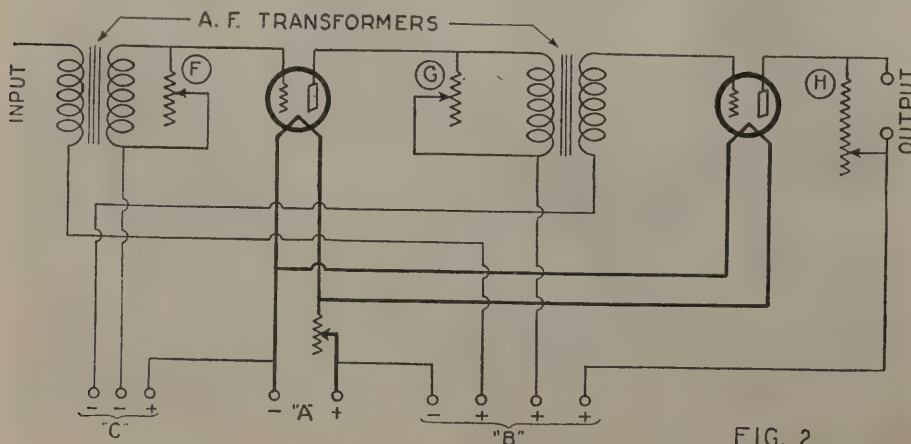 A. F. TRANSFORMERS
INPUT
F
G
H
OUTPUT
- - +
"C"
- "A" +
- + + +
"B"
FIG. 2